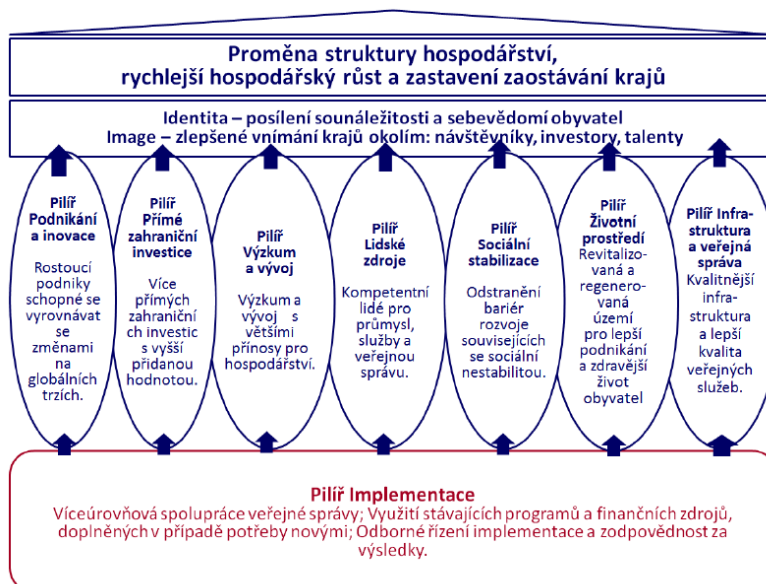 Proměna struktury hospodářství,
rychlejší hospodářský růst a zastavení zaostávání krajů
Identita – posílení sounáležitosti a sebevědomí obyvatel
Image – zlepšené vnímání krajů okolím: návštěvníky, investory, talenty
Pilíř
Podnikání
a inovace
Rostoucí
podniky
schopné se
vyrovnávat
se
změnami
na
globálních
trzích.
Pilíř
Přímé
zahraniční
investice
Více
přímých
zahraničn
ích investic
s vyšší
přidanou
hodnotou.
Pilíř
Výzkum
a vývoj
Výzkum a
vývoj s
většími
přínosy pro
hospodářství.
Pilíř
Lidské
zdroje
Kompetentní
lidé pro
průmysl,
služby a
veřejnou
správu.
Pilíř
Sociální
stabilizace
Odstranění
bariér
rozvoje
souvisejících
se sociální
nestabilitou.
Pilíř
Životní
prostředí
Revitalizo-
vaná a
regenero-
vaná
území
pro lepší
podnikání
a zdravější
život
obyvatel
Pilíř Infra-
struktura
a veřejná
správa
Kvalitnější
infra-
struktura
a lepší
kvalita
veřejných
služeb.
Pilíř Implementace
Víceúrovňová spolupráce veřejné správy; Využití stávajících programů a finančních zdrojů,
doplněných v případě potřeby novými; Odborné řízení implementace a zodpovědnost za
výsledky.